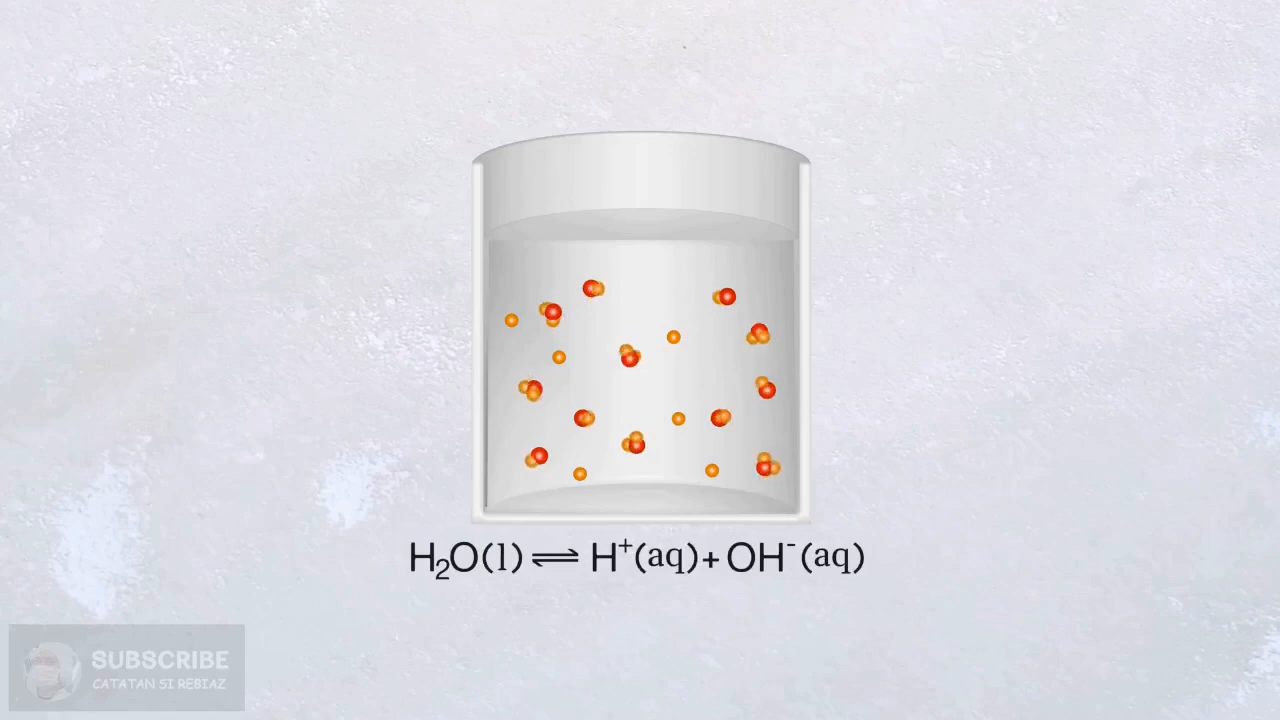 H₂O(l) ⇌ H⁺(aq) + OH⁻(aq)
SUBSCRIBE
CATATAN SI REBIAZ